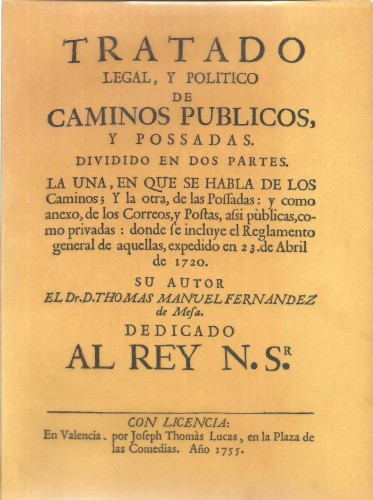 TRATADO
LEGAL, Y POLITICO
DE
CAMINOS PUBLICOS,
Y POSSADAS.
DIVIDIDO EN DOS PARTES.
LA UNA, EN QUE SE HABLA DE LOS
Caminos; Y la otra, de las Poſſadas: y como
anexo, de los Correos, y Poſtas, aſsi pùblicas, co-
mo privadas: donde ſe incluye el Reglamento
general de aquellas, expedido en 23. de Abril
de 1720.
SU AUTOR
EL Dr. D. THOMAS MANUEL FERNANDEZ
de Meſa.
DEDICADO
AL REY N. S.R
CON LICENCIA:
En Valencia. por Joſeph Thomàs Lucas, en la Plaza de
las Comedias. Año 1755.